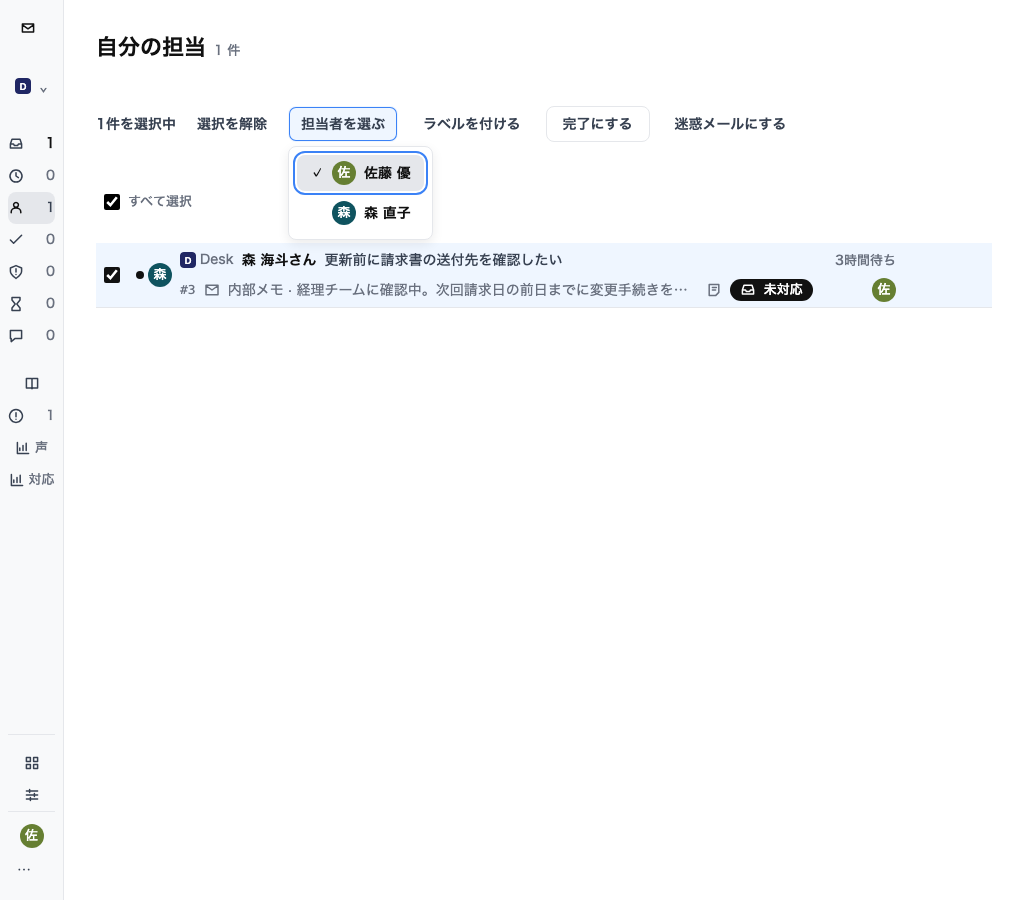 自分の担当 1 件
D
1件を選択中 選択を解除 担当者を選ぶ ラベルを付ける 完了にする 迷惑メールにする
✓ 佐 佐藤 優
森 森 直子
すべて選択
森 D Desk 森 海斗さん 更新前に請求書の送付先を確認したい 3時間待ち
#3 内部メモ · 経理チームに確認中。次回請求日の前日までに変更手続きを… 未対応 佐
1
0
1
0
0
0
0
1
声
対応
佐
…